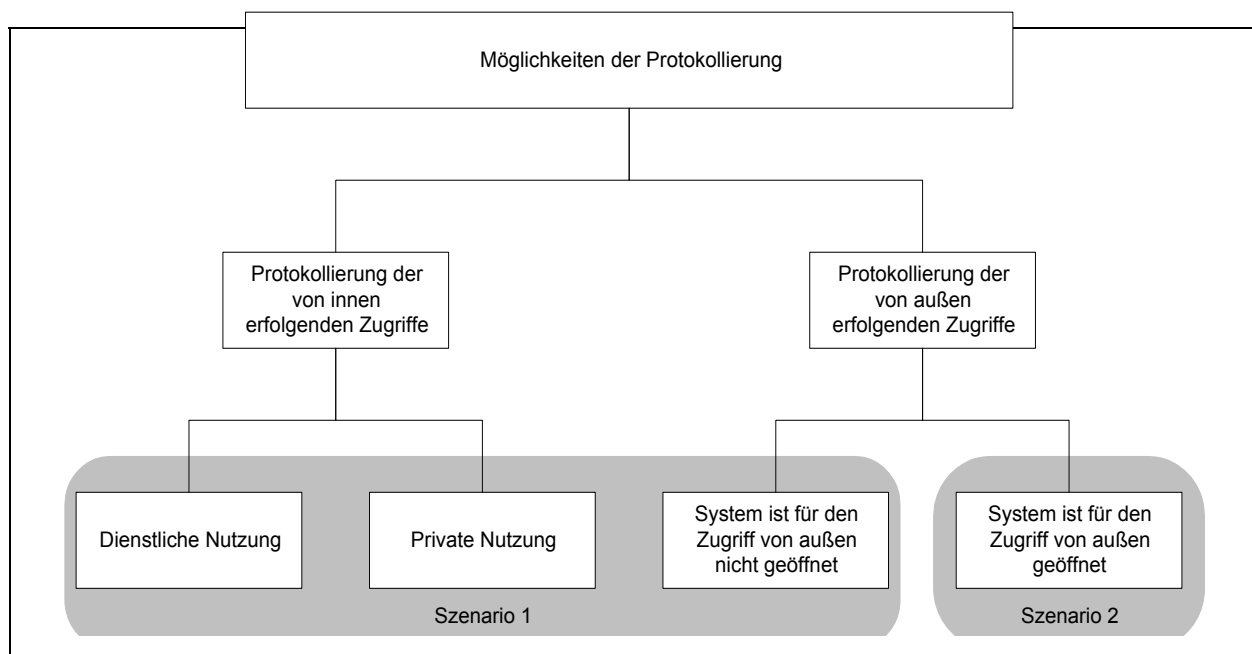 Möglichkeiten der Protokollierung
Protokollierung der
von innen
erfolgenden Zugriffe
Protokollierung der
von außen
erfolgenden Zugriffe
Dienstliche Nutzung
Private Nutzung
System ist für den
Zugriff von außen
nicht geöffnet
System ist für den
Zugriff von außen
geöffnet
Szenario 1
Szenario 2